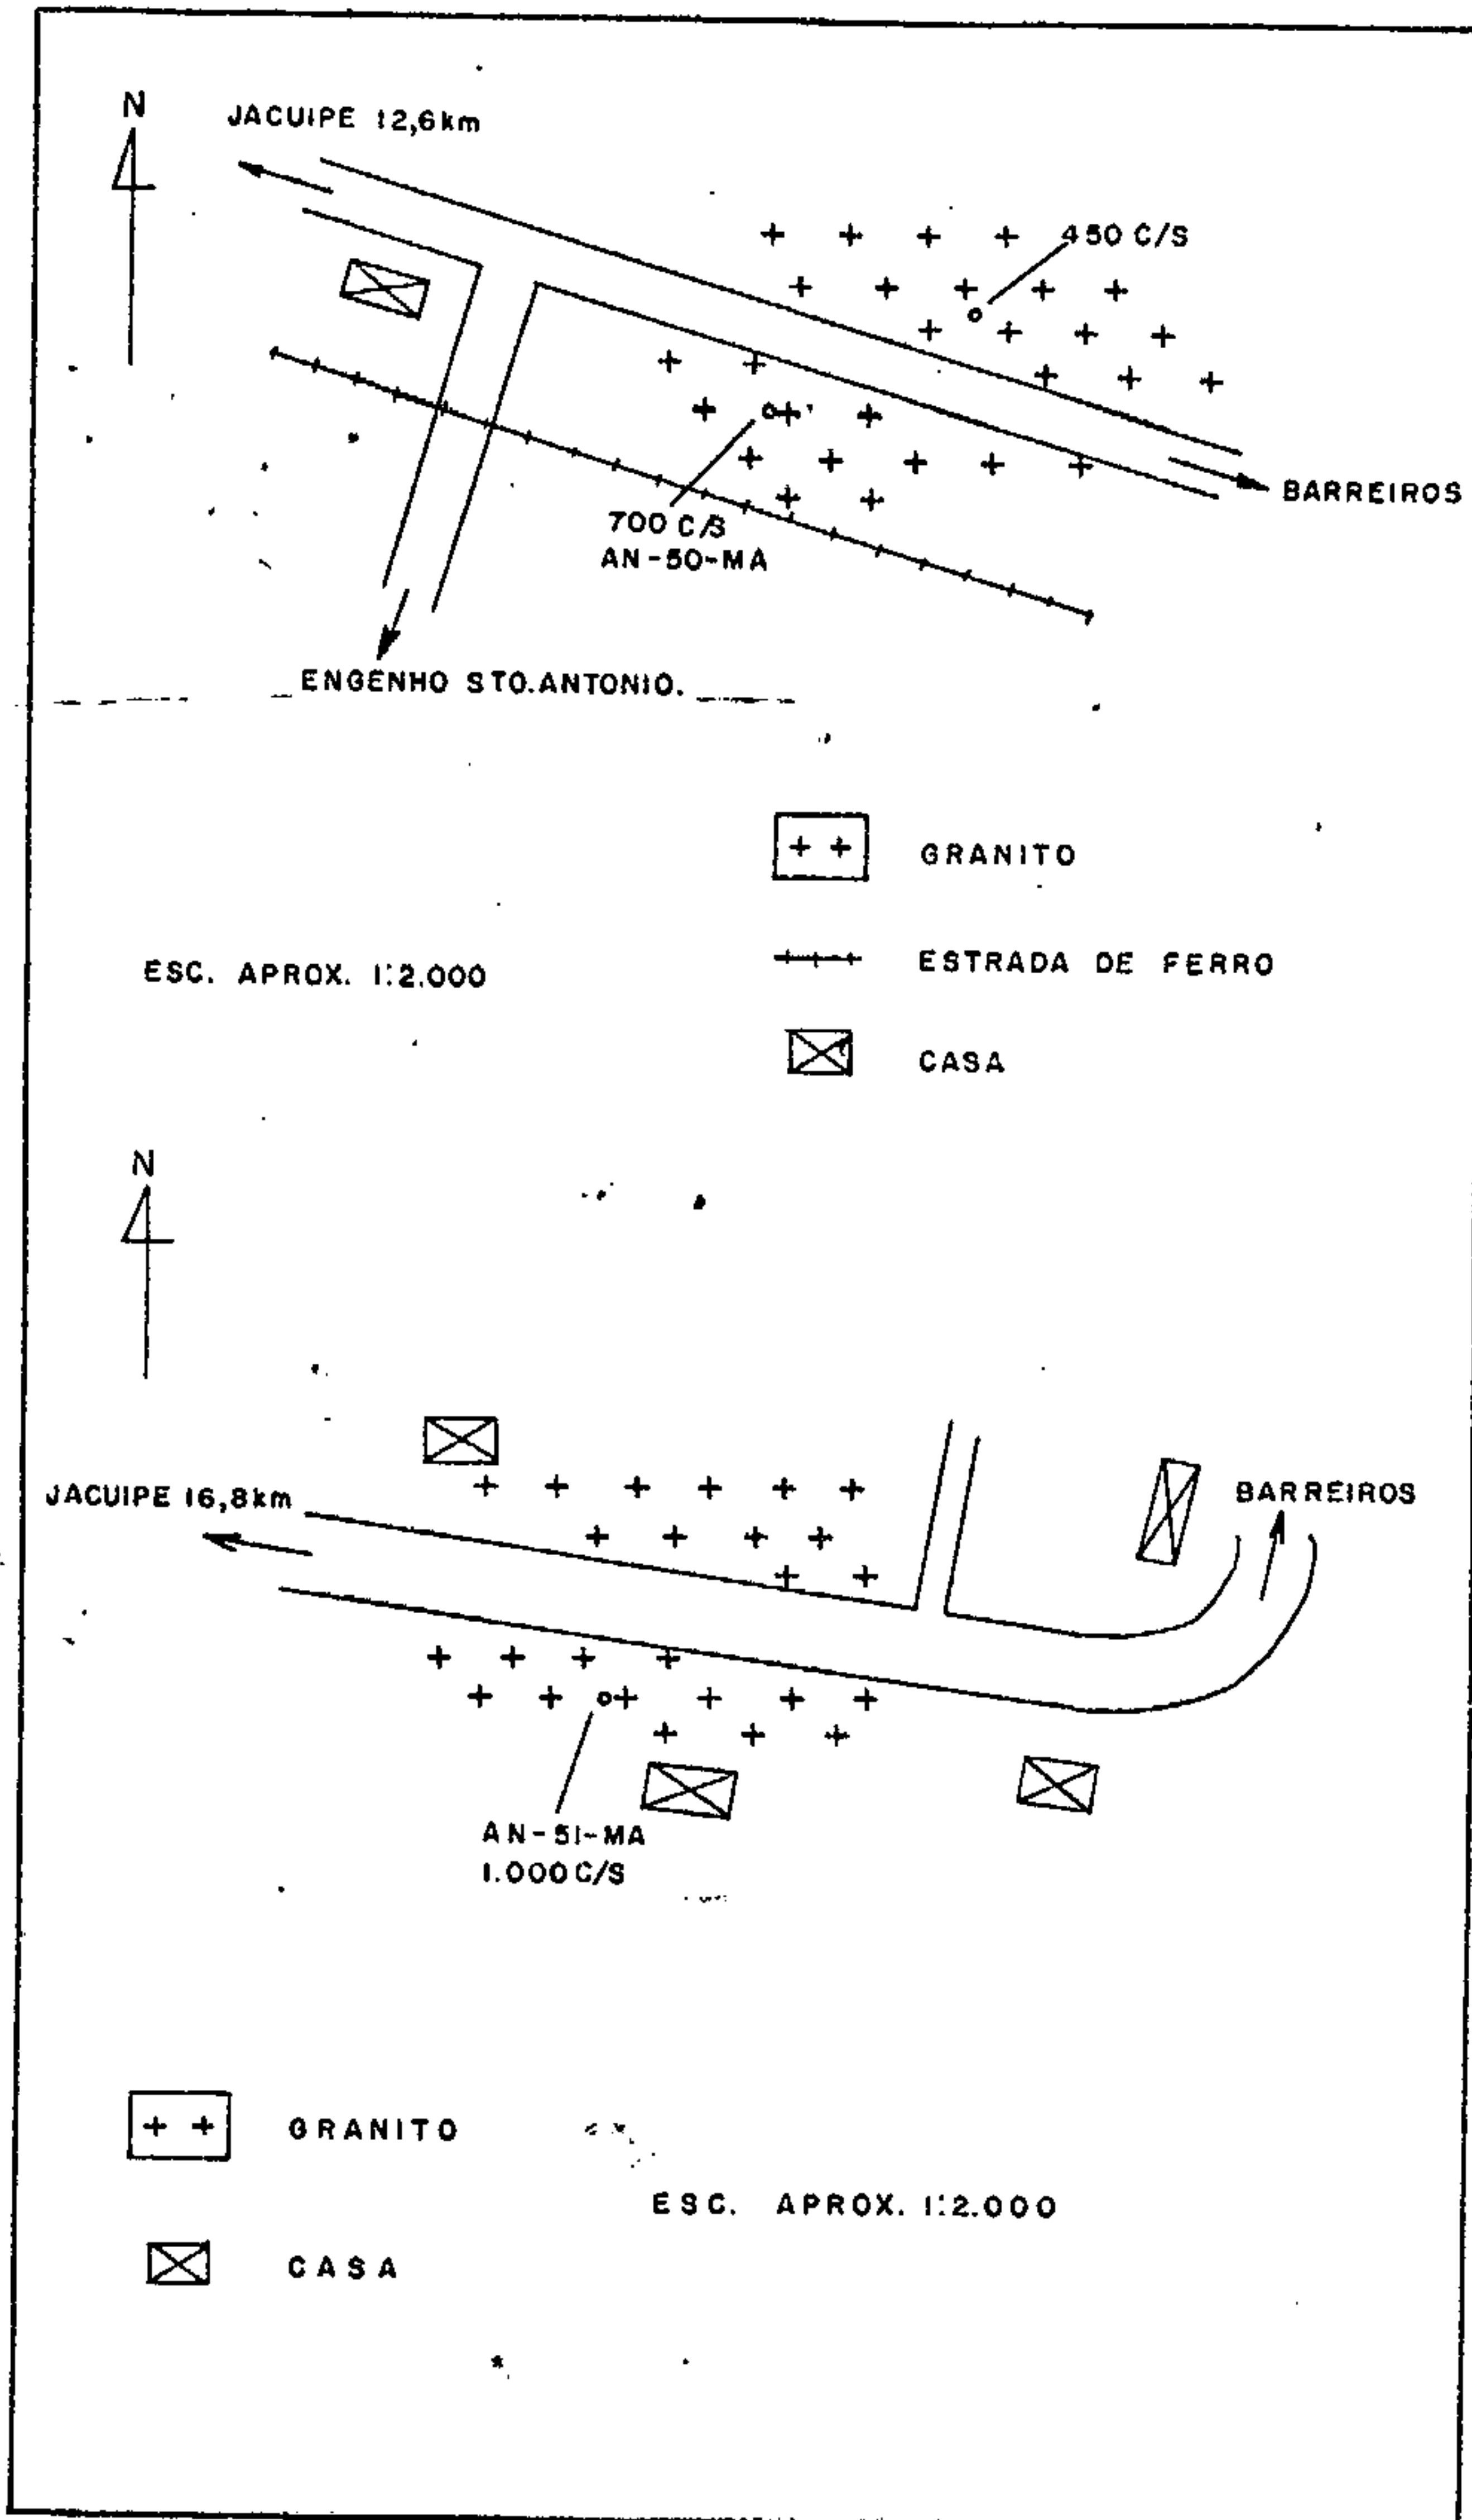 N
JACUIPE 12,6km
450 C/S
BARREIROS
700 C/S
AN-50-MA
ENGENHO STO.ANTONIO.
GRANITO
ESC. APROX. 1:2.000
ESTRADA DE FERRO
CASA
N
JACUIPE 16,8km
BARREIROS
AN-51-MA
1.000 C/S
GRANITO
ESC. APROX. 1:2.000
CASA